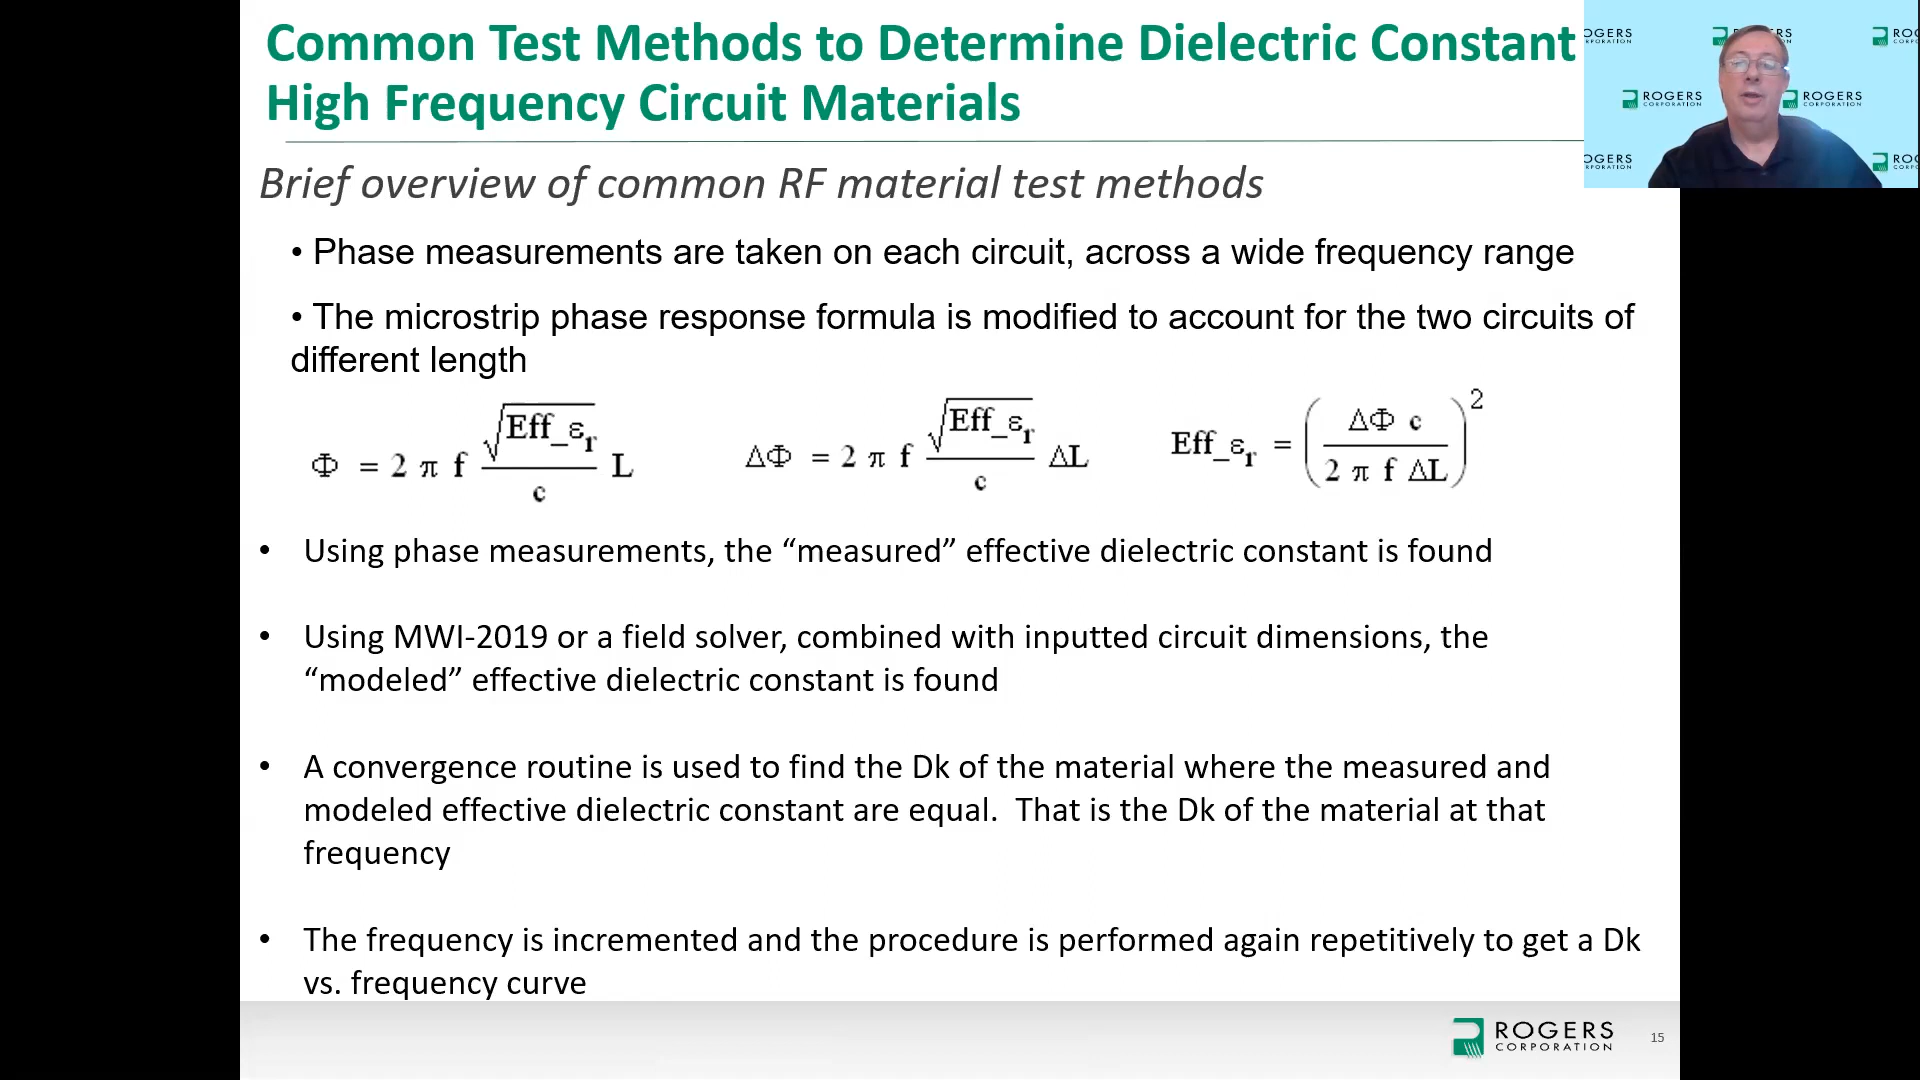 Common Test Methods to Determine Dielectric Constant
High Frequency Circuit Materials
Brief overview of common RF material test methods
• Phase measurements are taken on each circuit, across a wide frequency range
• The microstrip phase response formula is modified to account for the two circuits of
different length
Φ = 2 π f √Eff_εr / c L
ΔΦ = 2 π f √Eff_εr / c ΔL
Eff_εr = (ΔΦ c / 2 π f ΔL)²
• Using phase measurements, the “measured” effective dielectric constant is found
• Using MWI-2019 or a field solver, combined with inputted circuit dimensions, the
“modeled” effective dielectric constant is found
• A convergence routine is used to find the Dk of the material where the measured and
modeled effective dielectric constant are equal.  That is the Dk of the material at that
frequency
• The frequency is incremented and the procedure is performed again repetitively to get a Dk
vs. frequency curve
ROGERS
CORPORATION
15
ROGERS
CORPORATION
ROGERS
CORPORATION